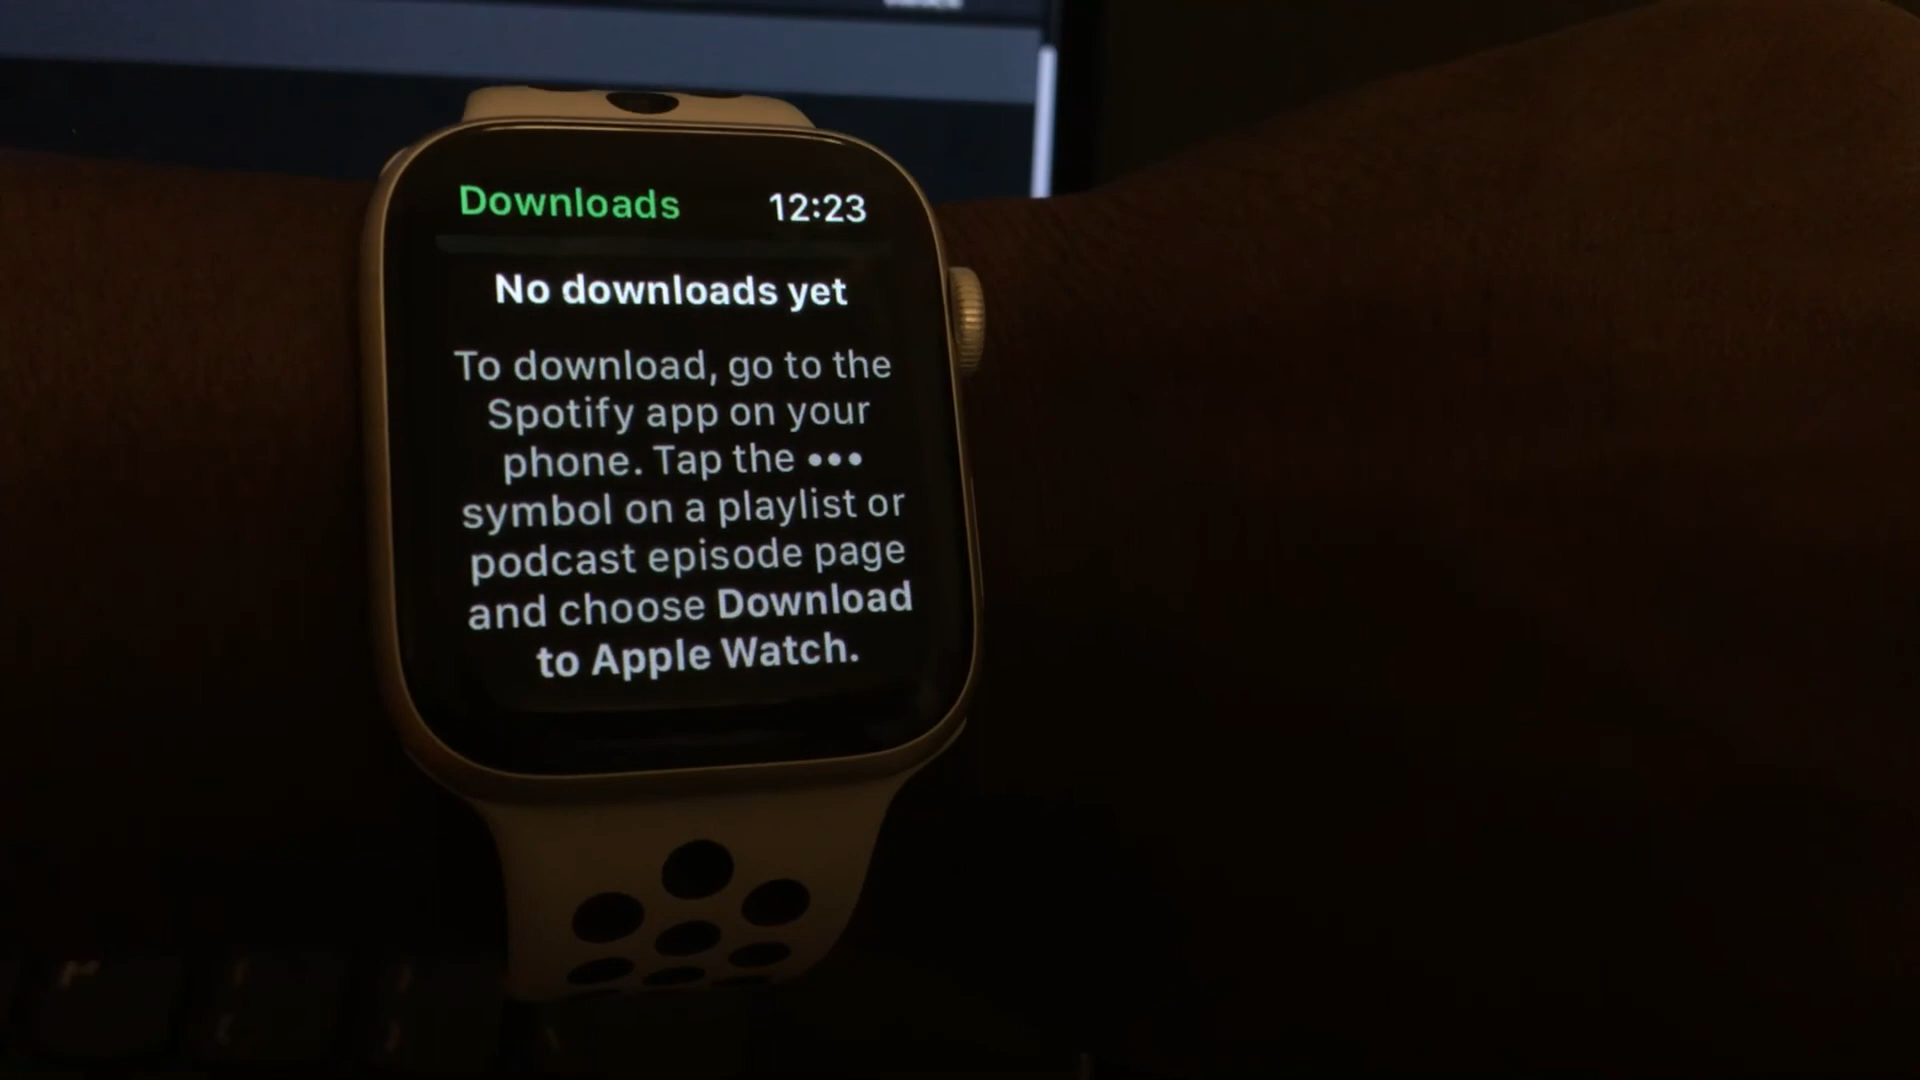 Downloads 12:23
No downloads yet
To download, go to the
Spotify app on your
phone. Tap the •••
symbol on a playlist or
podcast episode page
and choose Download
to Apple Watch.